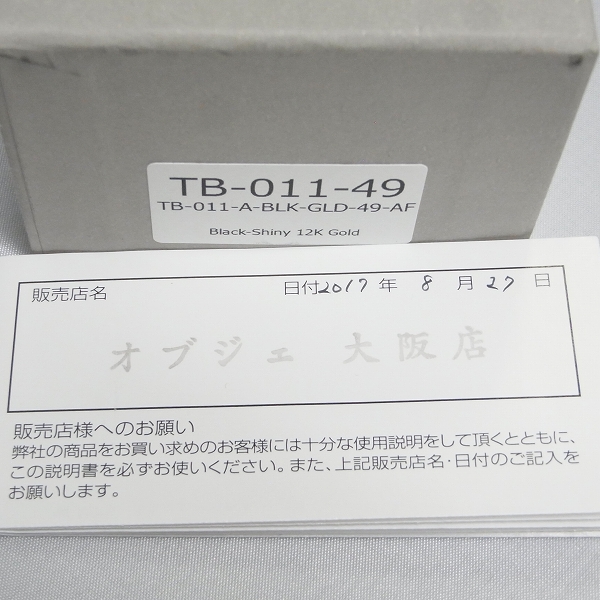 TB-011-49
TB-011-A-BLK-GLD-49-AF
Black-Shiny 12K Gold
販売店名 日付2017年 8月27日
オブジェ 大阪店
販売店様へのお願い
弊社の商品をお買い求めのお客様には十分な使用説明をして頂くとともに、
この説明書を必ずお使いください。また、上記販売店名・日付のご記入を
お願いします。